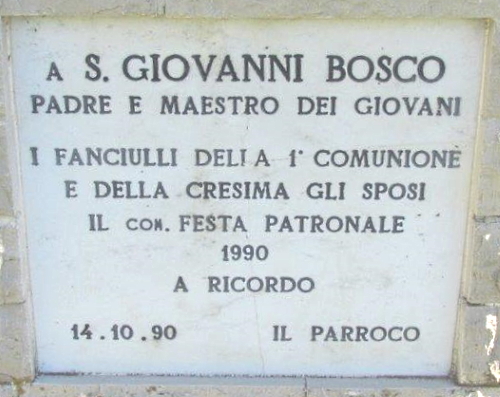 A S. GIOVANNI BOSCO
PADRE E MAESTRO DEI GIOVANI
I FANCIULLI DELLA 1ª COMUNIONE
E DELLA CRESIMA GLI SPOSI
IL COM. FESTA PATRONALE
1990
A RICORDO
14.10.90 IL PARROCO